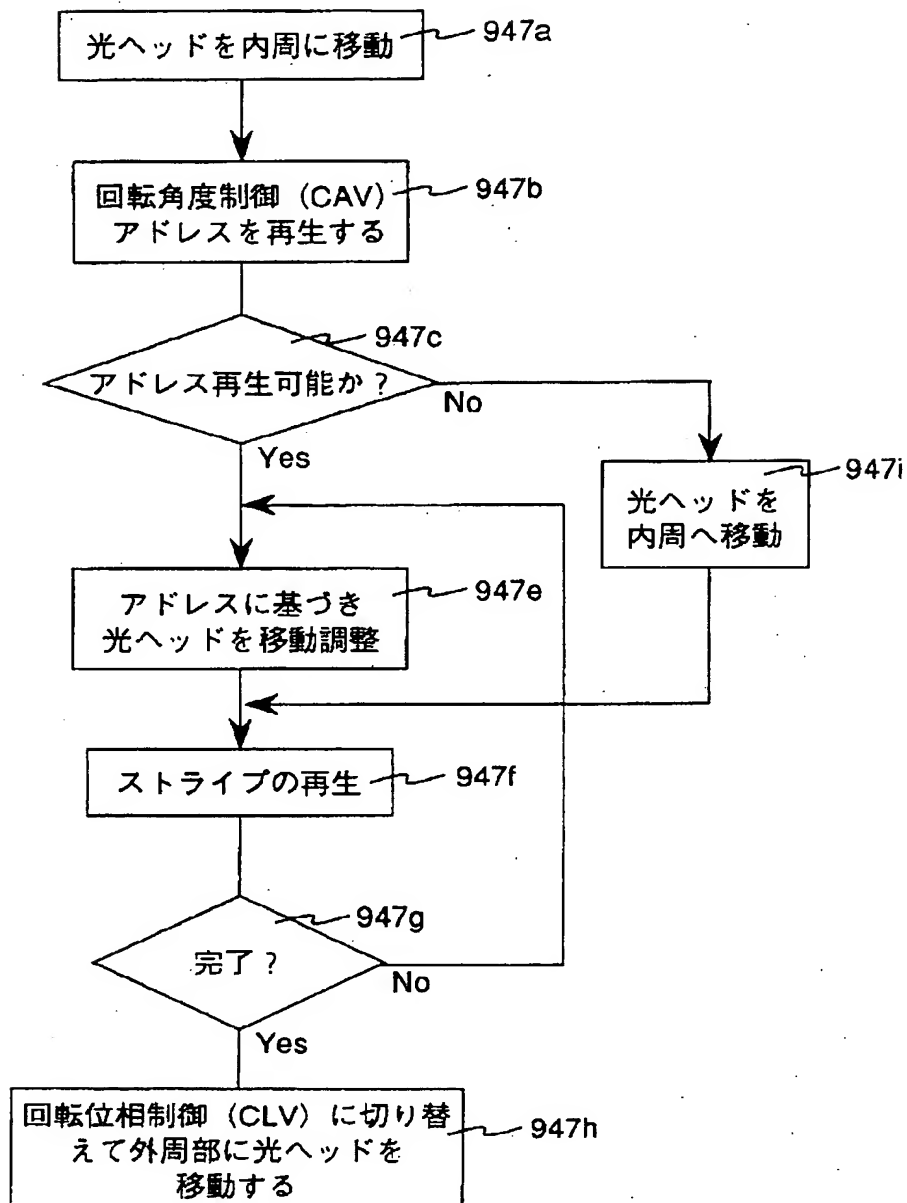 光ヘッドを内周に移動
947a
回転角度制御（CAV）
アドレスを再生する
947b
947c
アドレス再生可能か？
No
Yes
947i
光ヘッドを
内周へ移動
アドレスに基づき
光ヘッドを移動調整
947e
ストライプの再生
947f
947g
完了？
No
Yes
回転位相制御（CLV）に切り替
えて外周部に光ヘッドを
移動する
947h